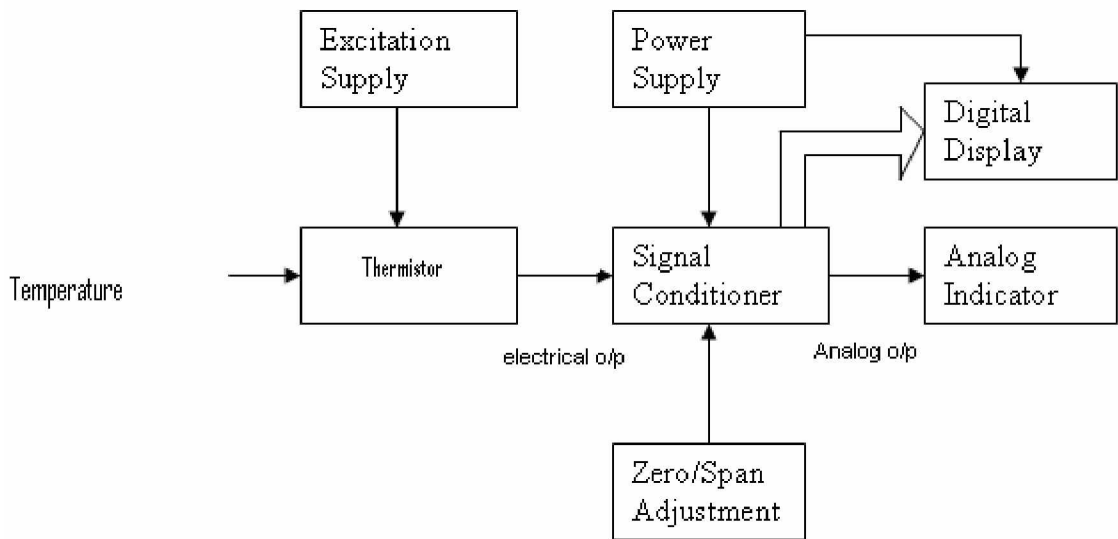 Excitation
Supply
Power
Supply
Digital
Display
Temperature
Thermistor
Signal
Conditioner
Analog
Indicator
electrical o/p
Analog o/p
Zero/Span
Adjustment